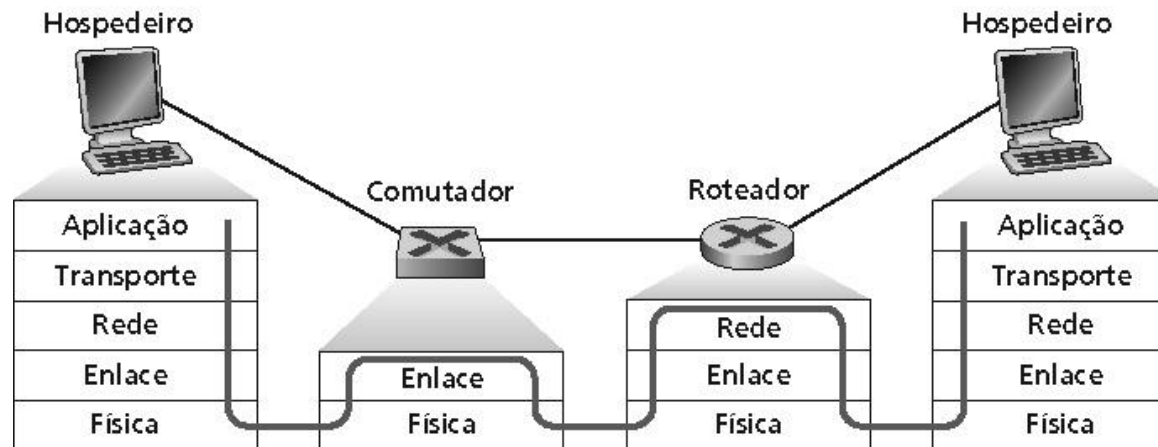 Hospedeiro
Hospedeiro
Comutador
Roteador
Aplicação
Transporte
Rede
Enlace
Física
Enlace
Física
Rede
Enlace
Física
Aplicação
Transporte
Rede
Enlace
Física